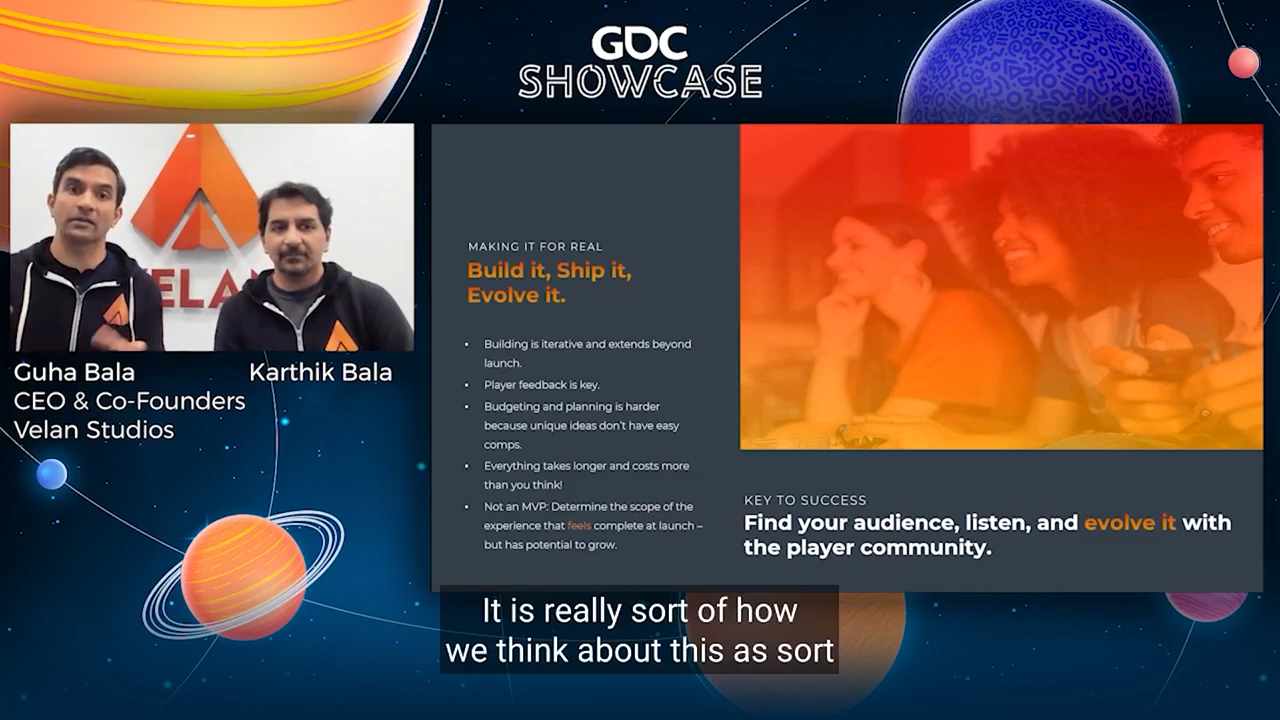 GDC
SHOWCASE
VELAN
Guha Bala
Karthik Bala
CEO & Co-Founders
Velan Studios
MAKING IT FOR REAL
Build it, Ship it,
Evolve it.
▪ Building is iterative and extends beyond
launch.
▪ Player feedback is key.
▪ Budgeting and planning is harder
because unique ideas don't have easy
comps.
▪ Everything takes longer and costs more
than you think!
▪ Not an MVP: Determine the scope of the
experience that feels complete at launch –
but has potential to grow.
KEY TO SUCCESS
Find your audience, listen, and evolve it with
the player community.
It is really sort of how
we think about this as sort